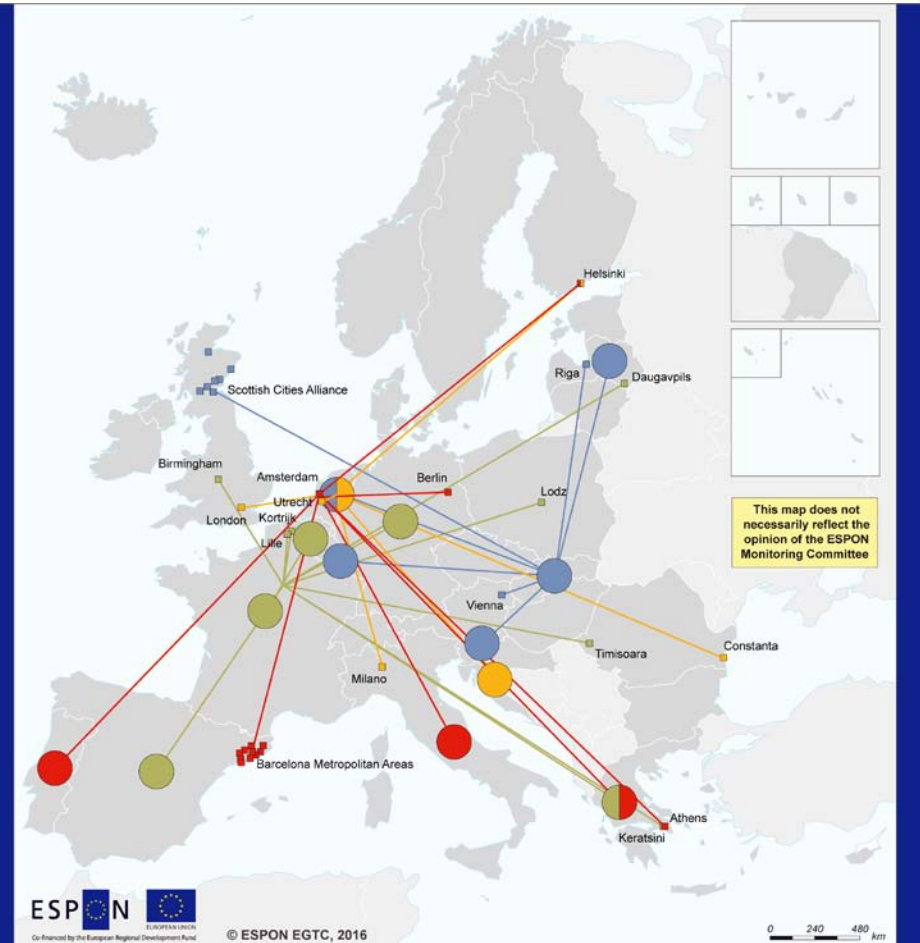 Helsinki
Riga
Daugavpils
Scottish Cities Alliance
Birmingham
Amsterdam
Berlin
Utrecht
Lodz
London
Kortrijk
Lille
This map does not
necessarily reflect the
opinion of the ESPON
Monitoring Committee
Vienna
Timisoara
Constanta
Milano
Barcelona Metropolitan Areas
Athens
Keratsini
ESPON
EUROPEAN UNION
Co-financed by the European Regional Development Fund
© ESPON EGTC, 2016
0 240 480
km